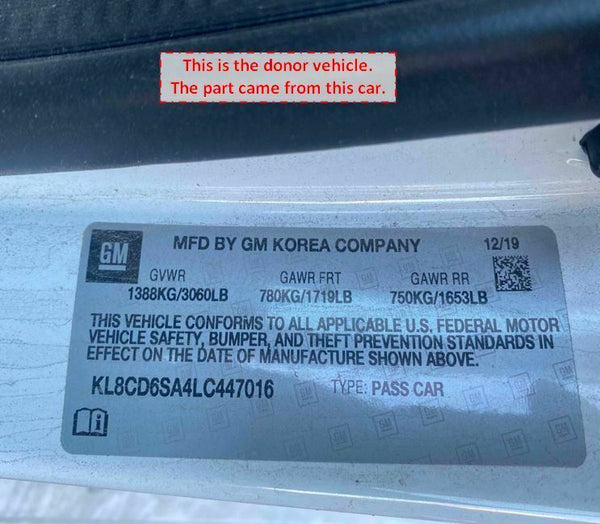 This is the donor vehicle.
The part came from this car.
GM
MFD BY GM KOREA COMPANY 12/19
GVWR GAWR FRT GAWR RR
1388KG/3060LB 780KG/1719LB 750KG/1653LB
THIS VEHICLE CONFORMS TO ALL APPLICABLE U.S. FEDERAL MOTOR
VEHICLE SAFETY, BUMPER, AND THEFT PREVENTION STANDARDS IN
EFFECT ON THE DATE OF MANUFACTURE SHOWN ABOVE.
KL8CD6SA4LC447016 TYPE: PASS CAR